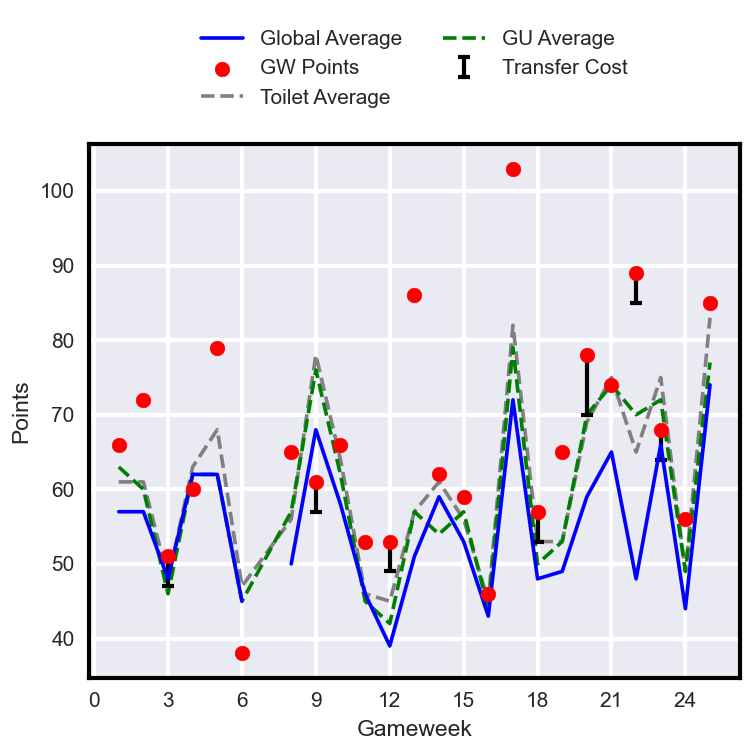 Global Average
GW Points
Toilet Average
GU Average
Transfer Cost
Points
100
90
80
70
60
50
40
0 3 6 9 12 15 18 21 24
Gameweek